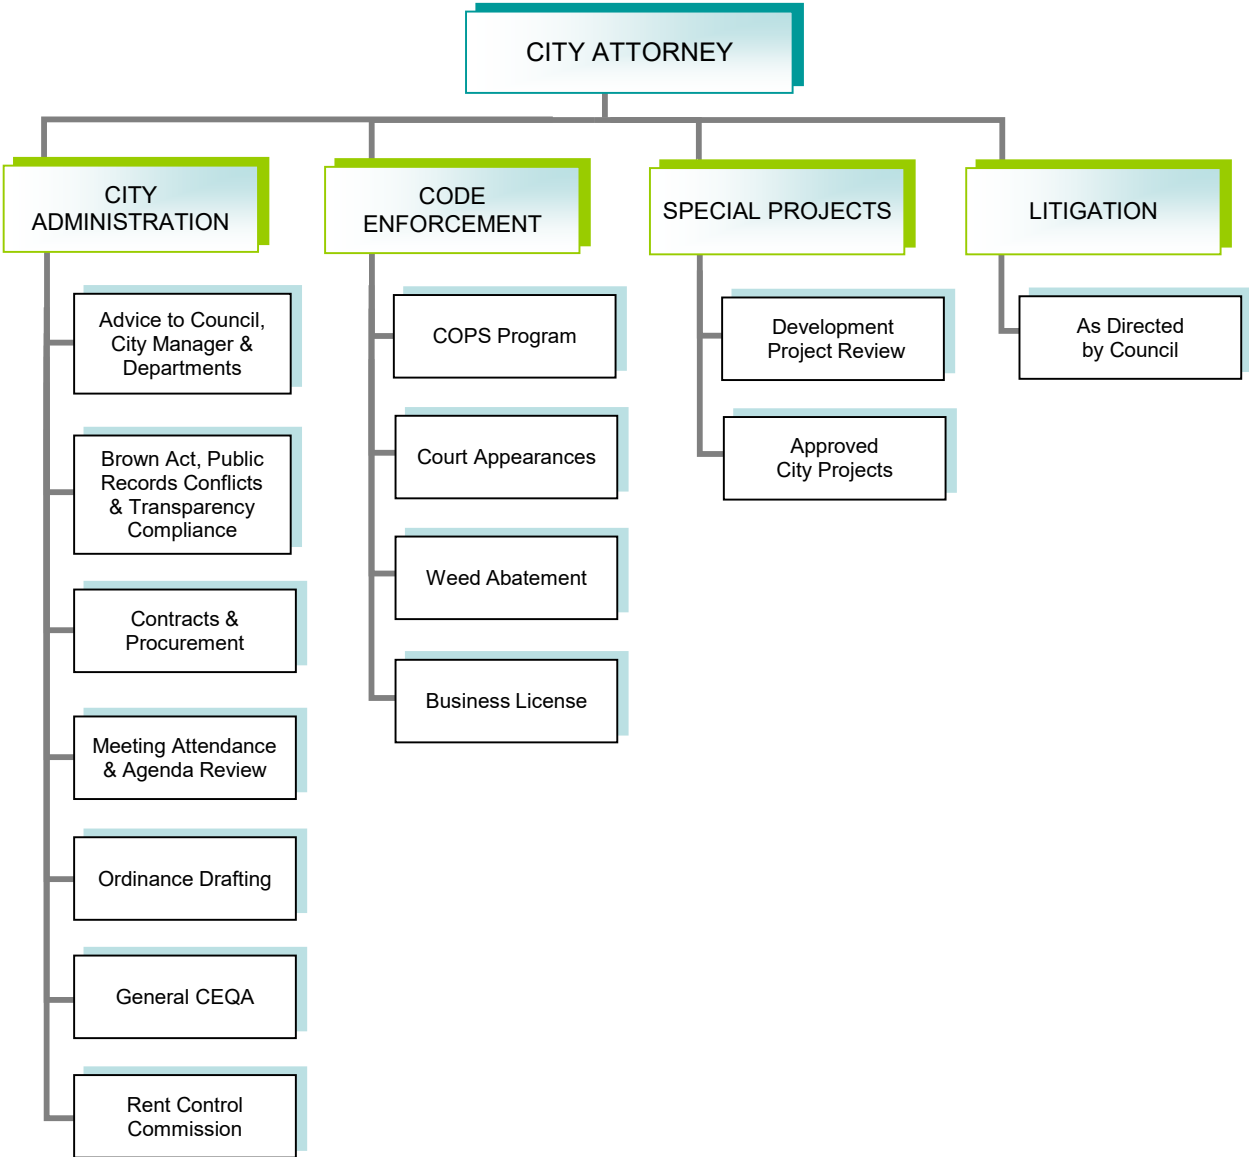 CITY ATTORNEY
CITY
ADMINISTRATION
CODE
ENFORCEMENT
SPECIAL PROJECTS
LITIGATION
Advice to Council,
City Manager &
Departments
Brown Act, Public
Records Conflicts
& Transparency
Compliance
Contracts &
Procurement
Meeting Attendance
& Agenda Review
Ordinance Drafting
General CEQA
Rent Control
Commission
COPS Program
Court Appearances
Weed Abatement
Business License
Development
Project Review
Approved
City Projects
As Directed
by Council